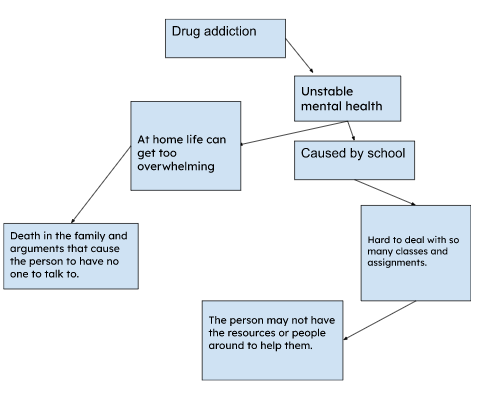 Drug addiction
Unstable
mental health
At home life can
get too
overwhelming
Caused by school
Death in the family and
arguments that cause
the person to have no
one to talk to.
Hard to deal with so
many classes and
assignments.
The person may not have
the resources or people
around to help them.